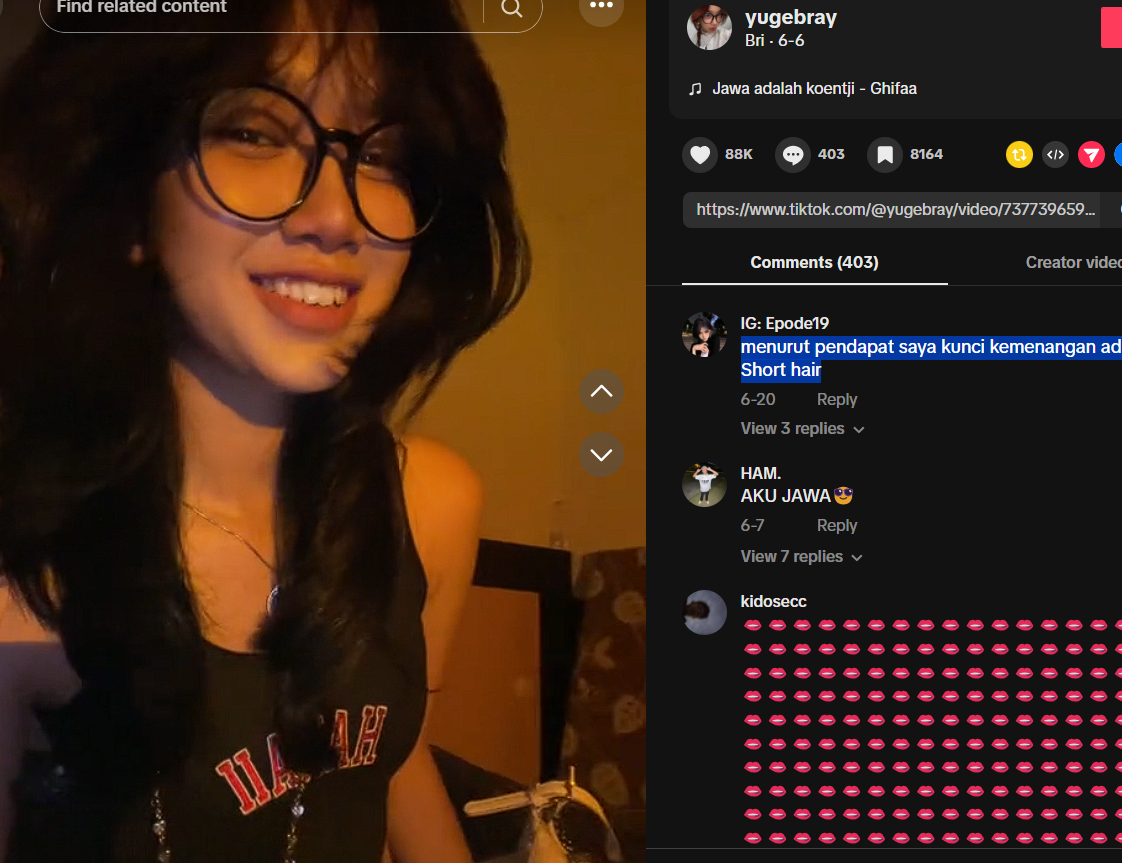 Find related content
yugebray
Bri · 6-6
Jawa adalah koentji - Ghifaa
88K
403
8164
https://www.tiktok.com/@yugebray/video/737739659...
Comments (403)
Creator video
IG: Epode19
menurut pendapat saya kunci kemenangan ad
Short hair
6-20 Reply
View 3 replies
HAM.
AKU JAWA😎
6-7 Reply
View 7 replies
kidosecc